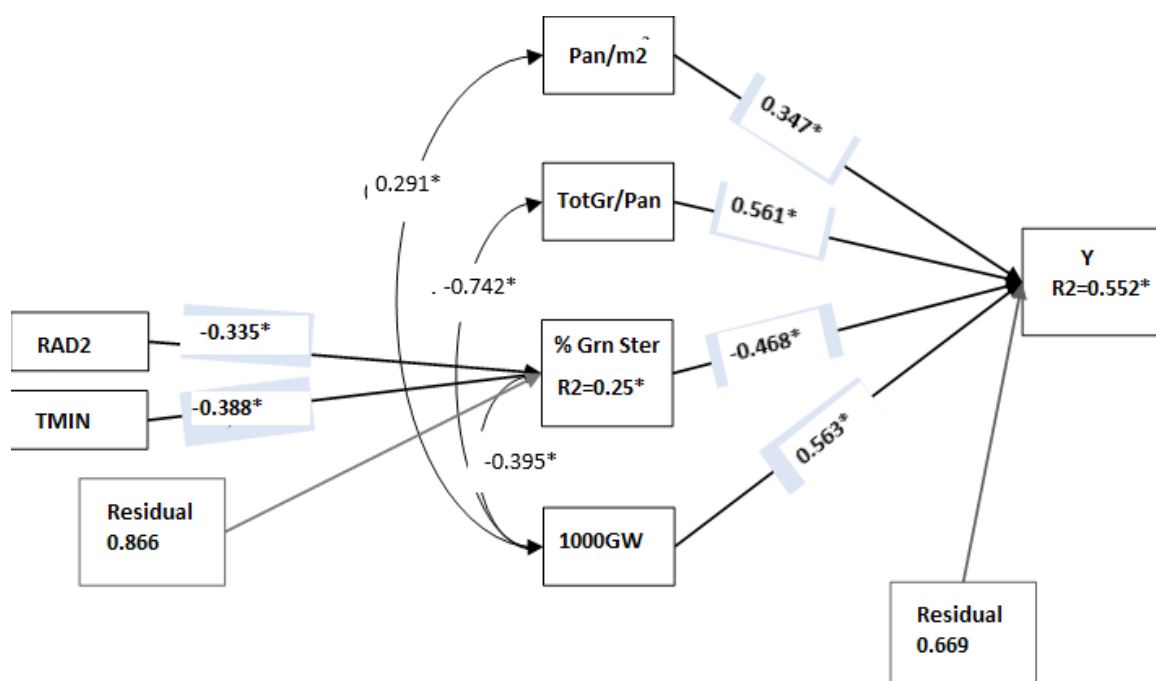 Pan/m2
0.347*
0.291*
TotGr/Pan
0.561*
-0.742*
Y
R2=0.552*
RAD2
-0.335*
% Grn Ster
R2=0.25*
-0.468*
TMIN
-0.388*
0.563*
-0.395*
Residual
0.866
1000GW
Residual
0.669